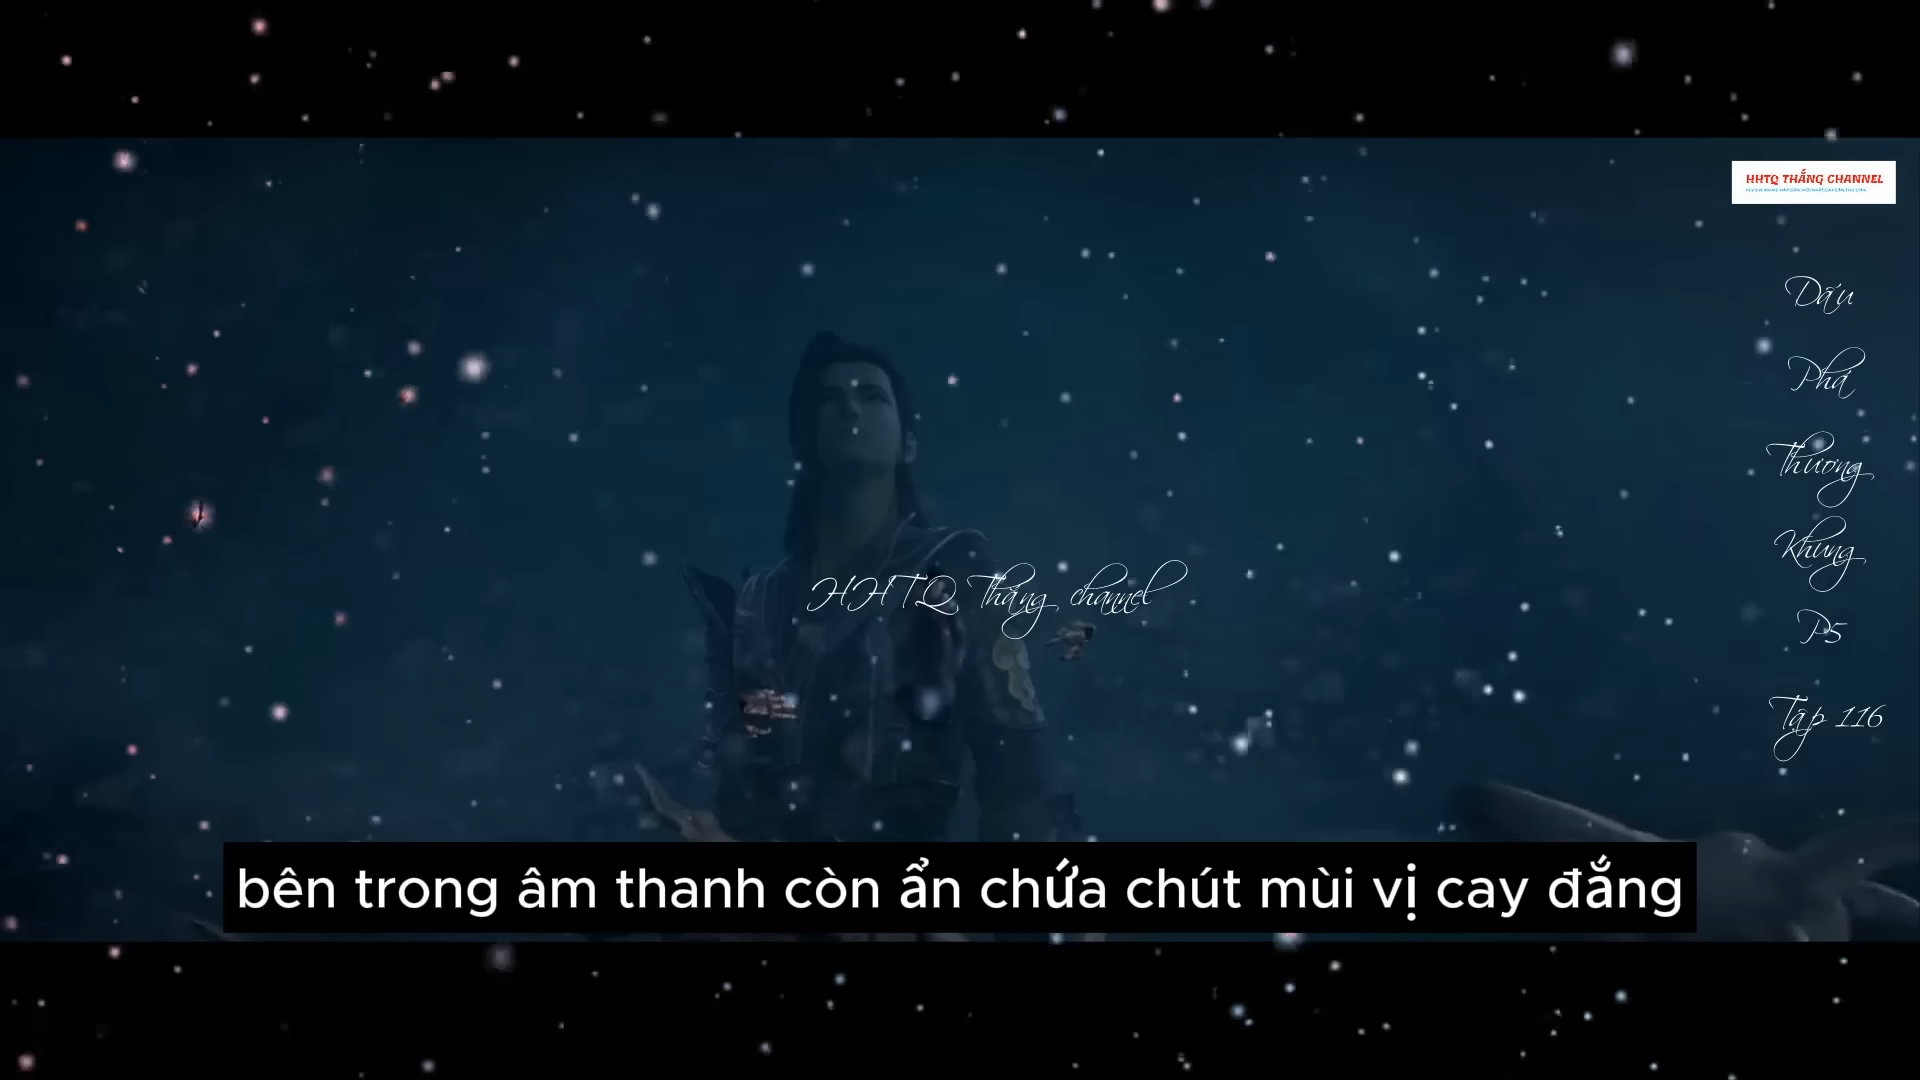 HHTQ THẮNG CHANNEL
Dấu
Phá
Thương
Khung
P5
Tập 116
HHTQ Thắng channel
bên trong âm thanh còn ẩn chứa chút mùi vị cay đắng